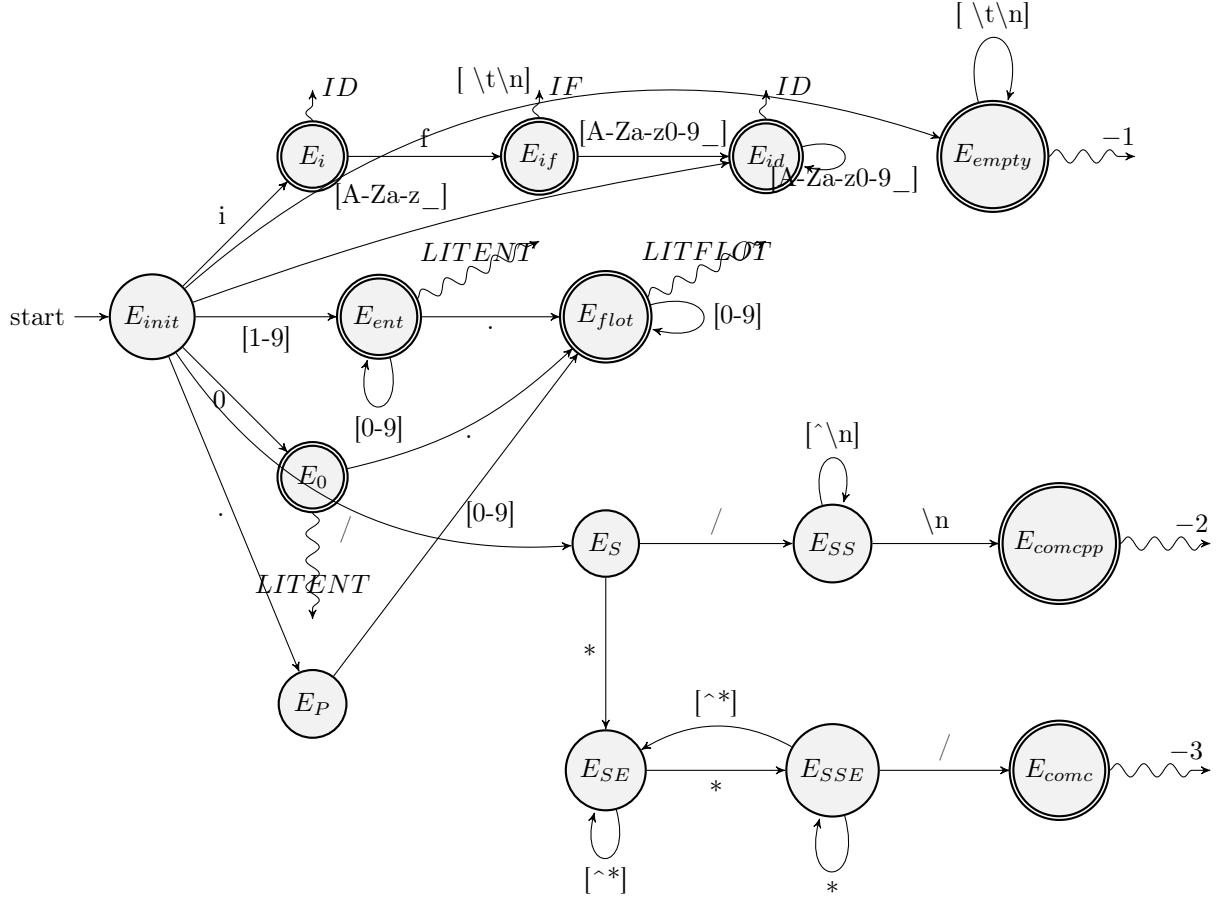 [ \t\n]
ID
[ \t\n]
IF
ID
E_i
f
E_if
[A-Za-z0-9_]
E_id
[A-Za-z0-9_]
E_empty
−1
[A-Za-z_]
i
LITENT
LITFLOT
start
E_init
[1-9]
E_ent
.
E_flot
[0-9]
0
[0-9]
.
E_0
[^\n]
.
/
[0-9]
E_S
/
E_SS
\n
E_comcpp
−2
LITENT
*
E_P
[^*]
E_SE
*
E_SSE
/
E_comc
−3
[^*]
*